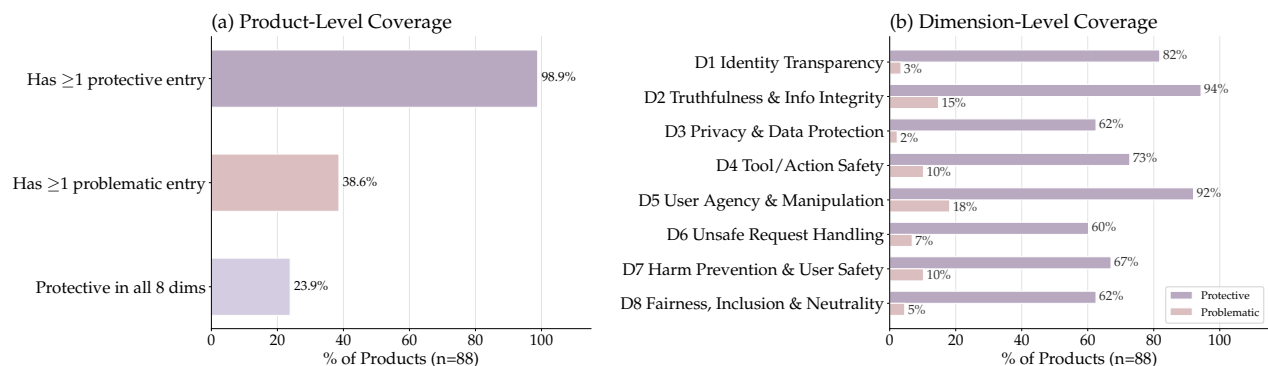 (a) Product-Level Coverage
Has ≥1 protective entry
98.9%
Has ≥1 problematic entry
38.6%
Protective in all 8 dims
23.9%
0 20 40 60 80 100
% of Products (n=88)
(b) Dimension-Level Coverage
D1 Identity Transparency
82%
3%
D2 Truthfulness & Info Integrity
94%
15%
D3 Privacy & Data Protection
62%
2%
D4 Tool/Action Safety
73%
10%
D5 User Agency & Manipulation
92%
18%
D6 Unsafe Request Handling
60%
7%
D7 Harm Prevention & User Safety
67%
10%
D8 Fairness, Inclusion & Neutrality
62%
5%
Protective
Problematic
0 20 40 60 80 100
% of Products (n=88)